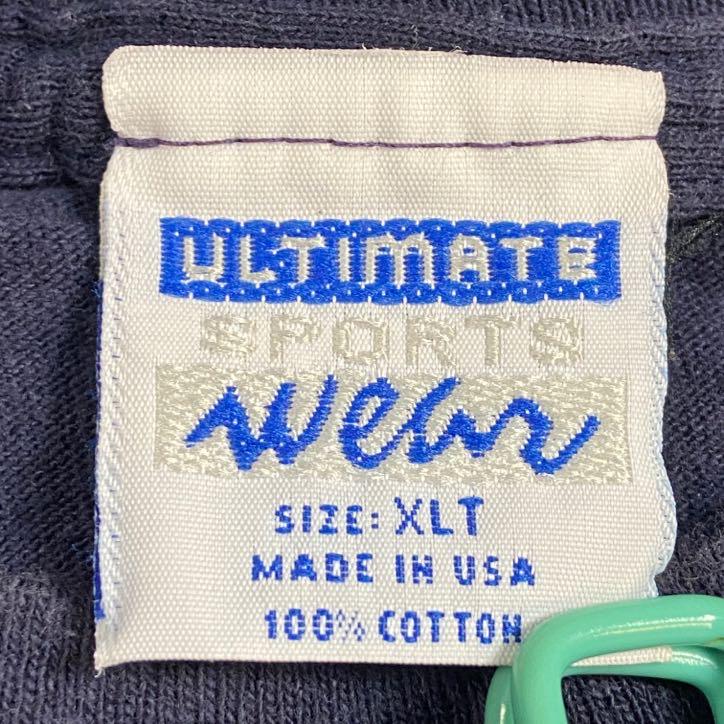 ULTIMATE
SPORTS
Wear
SIZE: XLT
MADE IN USA
100% COTTON